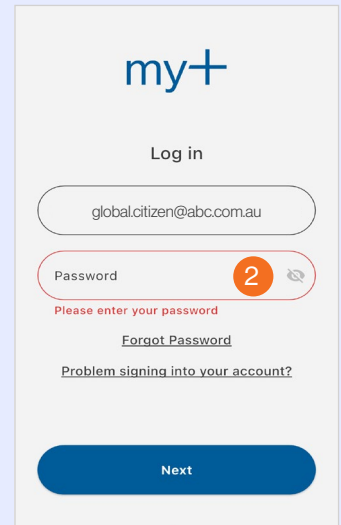 my+
Log in
global.citizen@abc.com.au
Password 2
Please enter your password
Forgot Password
Problem signing into your account?
Next